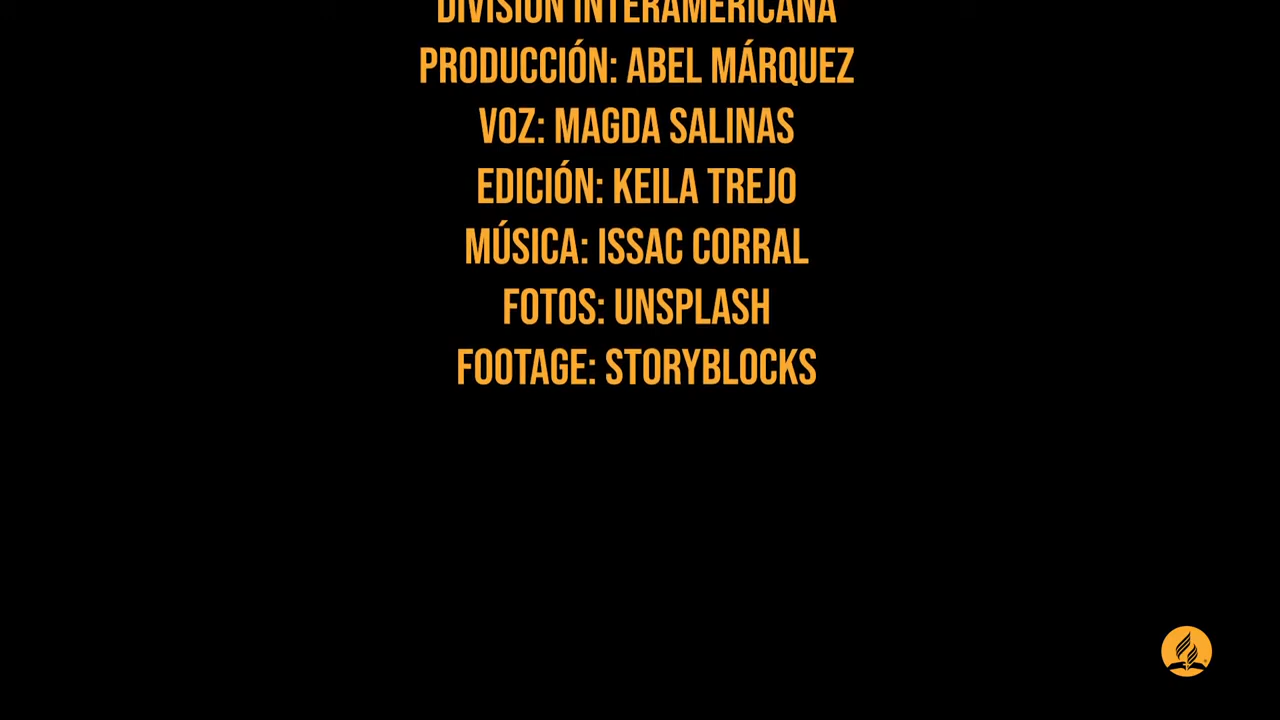 DIVISIÓN INTERAMERICANA
PRODUCCIÓN: ABEL MÁRQUEZ
VOZ: MAGDA SALINAS
EDICIÓN: KEILA TREJO
MÚSICA: ISSAC CORRAL
FOTOS: UNSPLASH
FOOTAGE: STORYBLOCKS